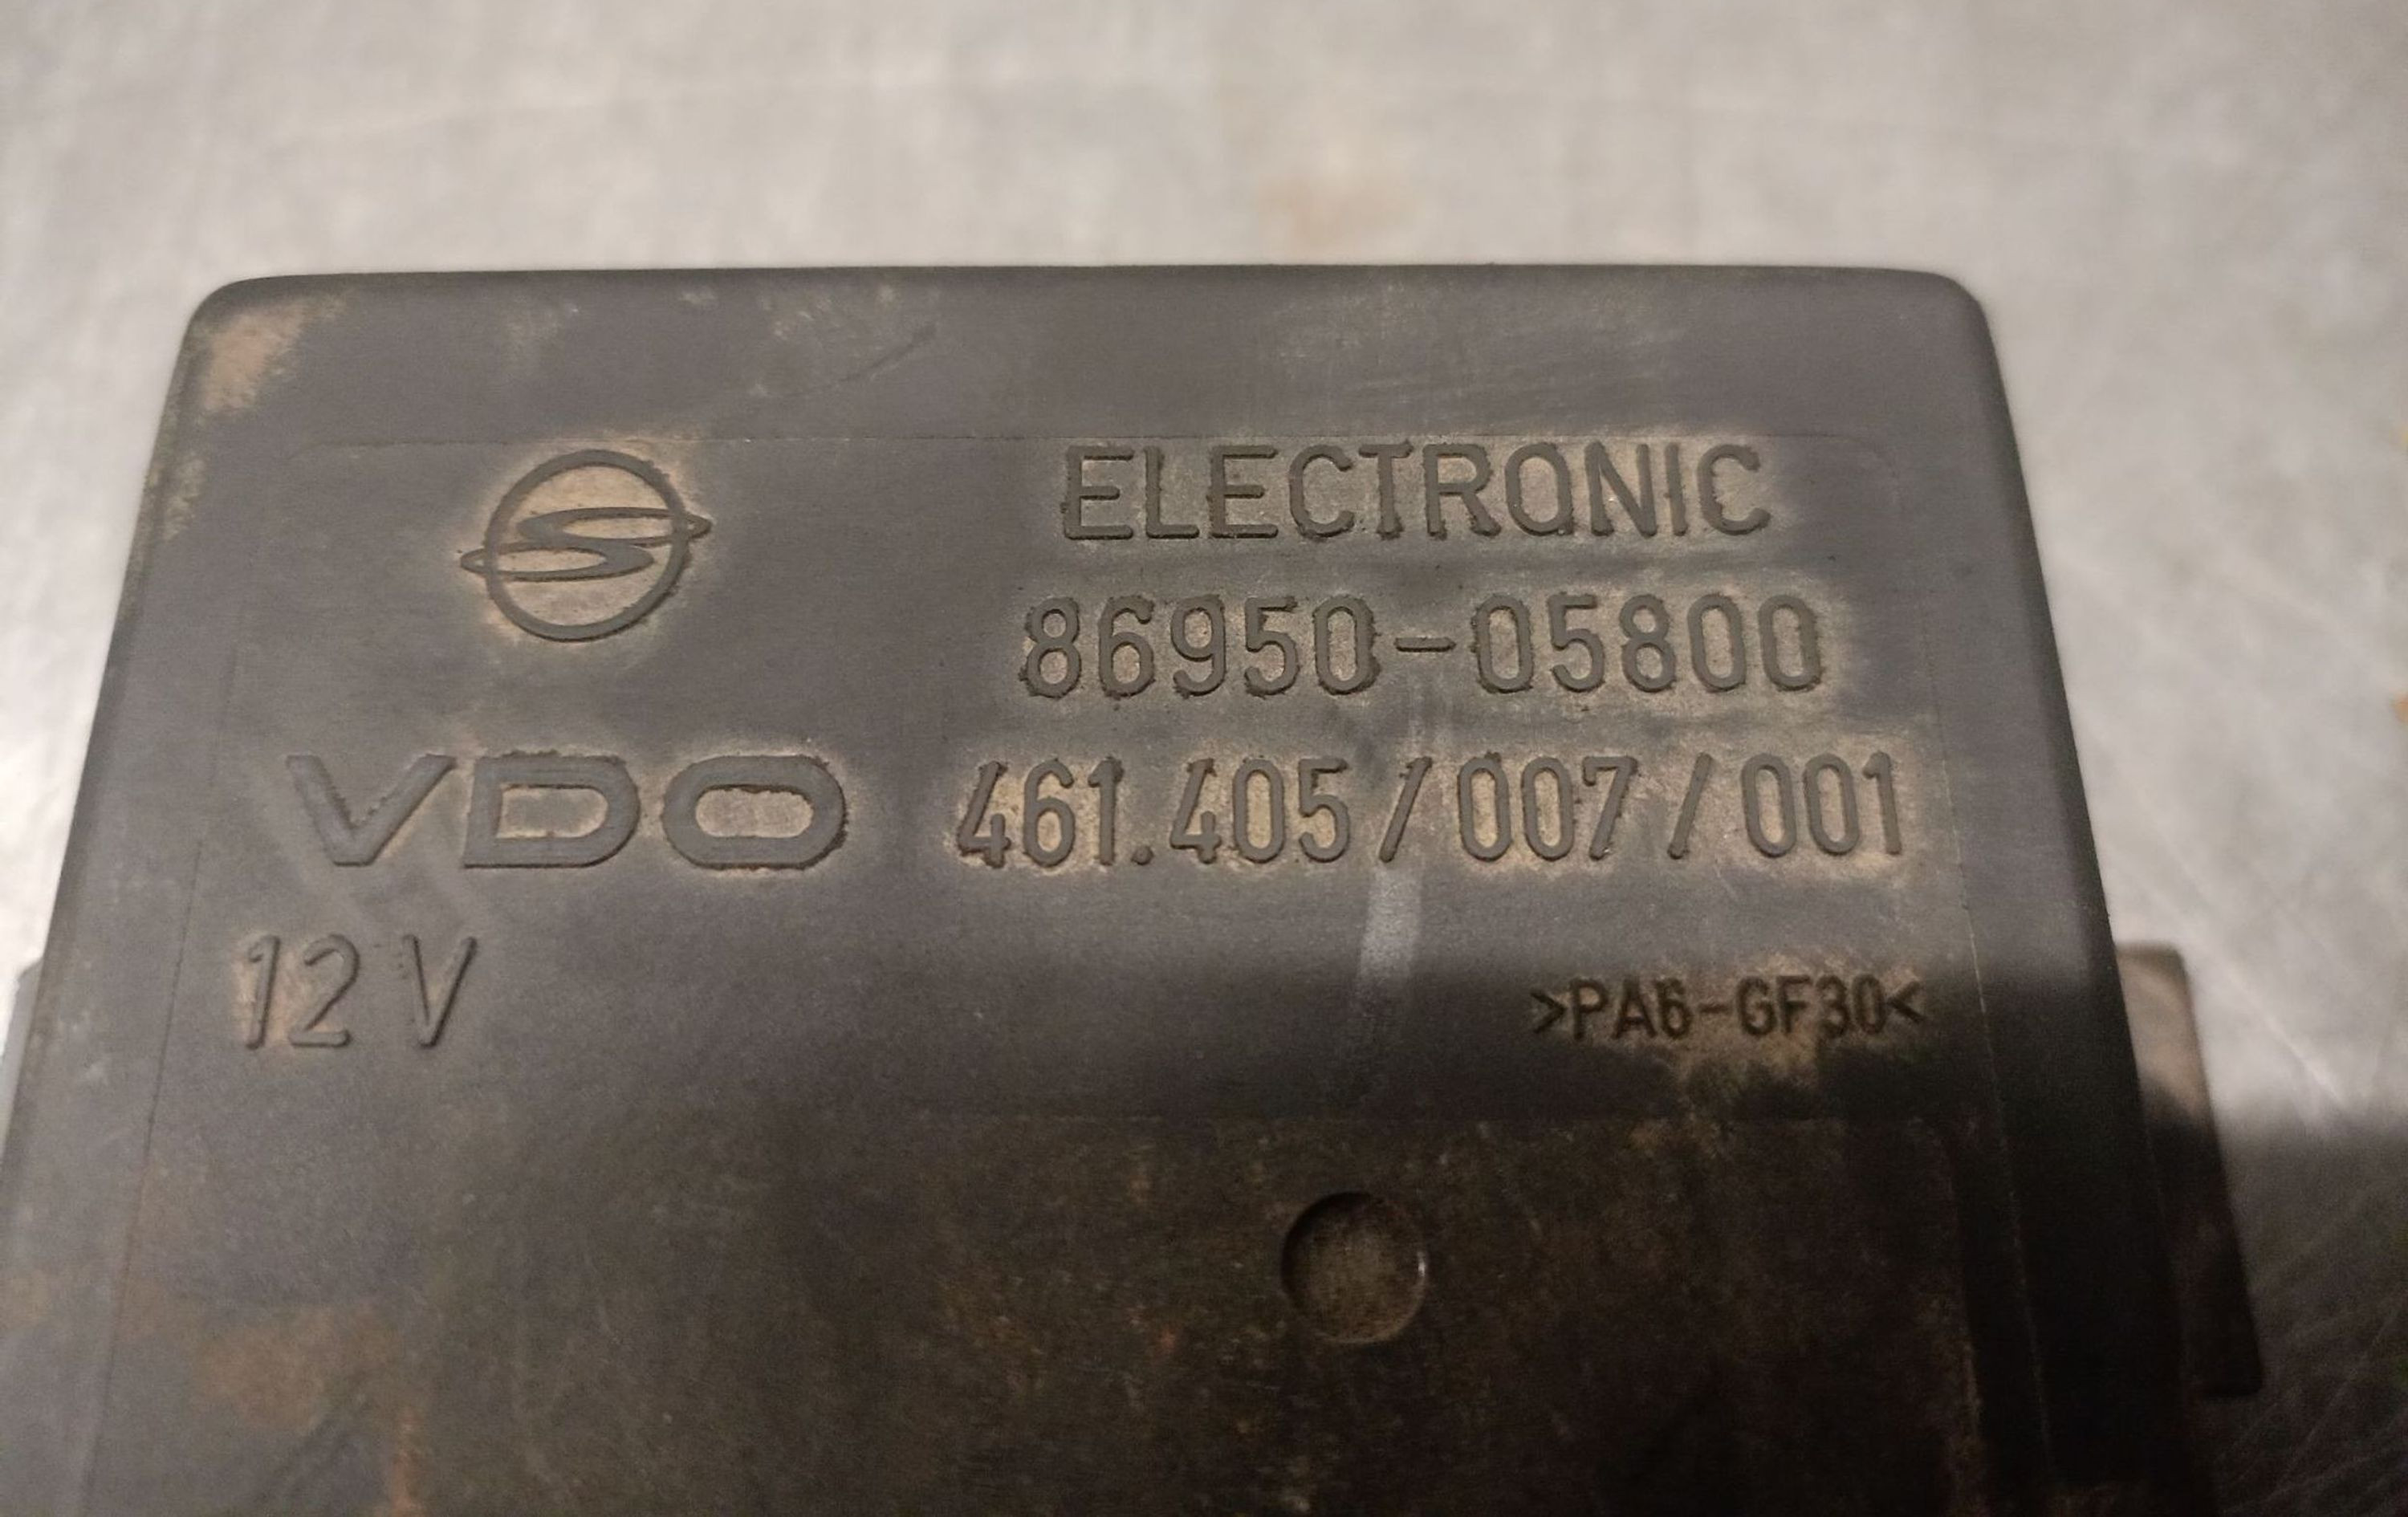 ELECTRONIC
86950-05800
VDO 461.405/007/001
12 V
>PA6-GF30<